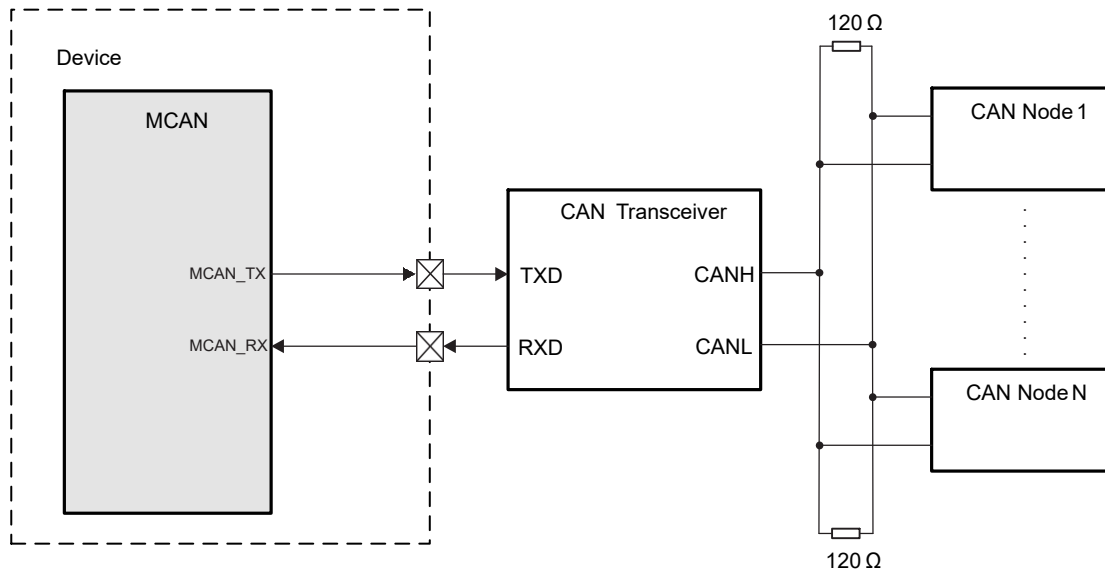 120 Ω
Device
MCAN
CAN Node 1
CAN Transceiver
MCAN_TX
TXD
CANH
MCAN_RX
RXD
CANL
CAN Node N
120 Ω